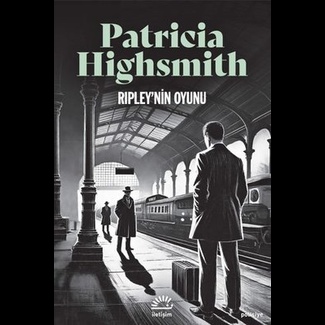 Patricia
Highsmith
RIPLEY'NİN OYUNU
iletişim
polisiye